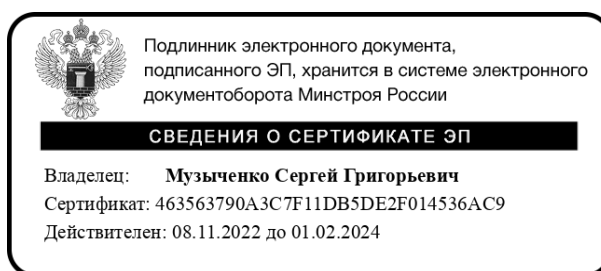 Подлинник электронного документа,
подписанного ЭП, хранится в системе электронного
документоборота Минстроя России
СВЕДЕНИЯ О СЕРТИФИКАТЕ ЭП
Владелец: Музыченко Сергей Григорьевич
Сертификат: 463563790A3C7F11DB5DE2F014536AC9
Действителен: 08.11.2022 до 01.02.2024